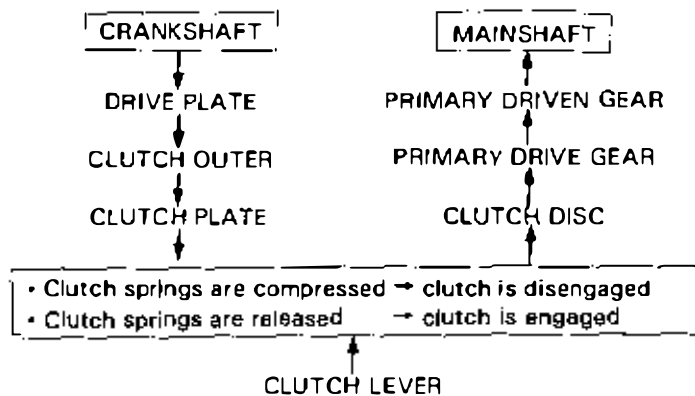 CRANKSHAFT
DRIVE PLATE
CLUTCH OUTER
CLUTCH PLATE
MAINSHAFT
PRIMARY DRIVEN GEAR
PRIMARY DRIVE GEAR
CLUTCH DISC
• Clutch springs are compressed → clutch is disengaged
• Clutch springs are released → clutch is engaged
CLUTCH LEVER